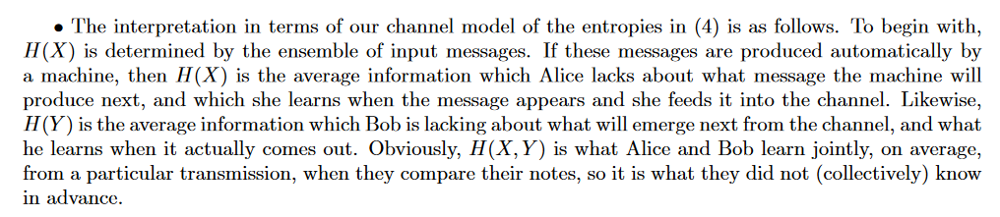 • The interpretation in terms of our channel model of the entropies in (4) is as follows. To begin with,
H(X) is determined by the ensemble of input messages. If these messages are produced automatically by
a machine, then H(X) is the average information which Alice lacks about what message the machine will
produce next, and which she learns when the message appears and she feeds it into the channel. Likewise,
H(Y) is the average information which Bob is lacking about what will emerge next from the channel, and what
he learns when it actually comes out. Obviously, H(X, Y) is what Alice and Bob learn jointly, on average,
from a particular transmission, when they compare their notes, so it is what they did not (collectively) know
in advance.